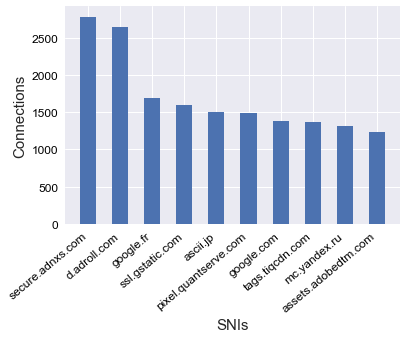 2500
2000
1500
1000
500
0
Connections
secure.adnxs.com
d.adroll.com
google.fr
ssl.gstatic.com
ascii.jp
pixel.quantserve.com
google.com
tags.tiqcdn.com
mc.yandex.ru
assets.adobedtm.com
SNIs